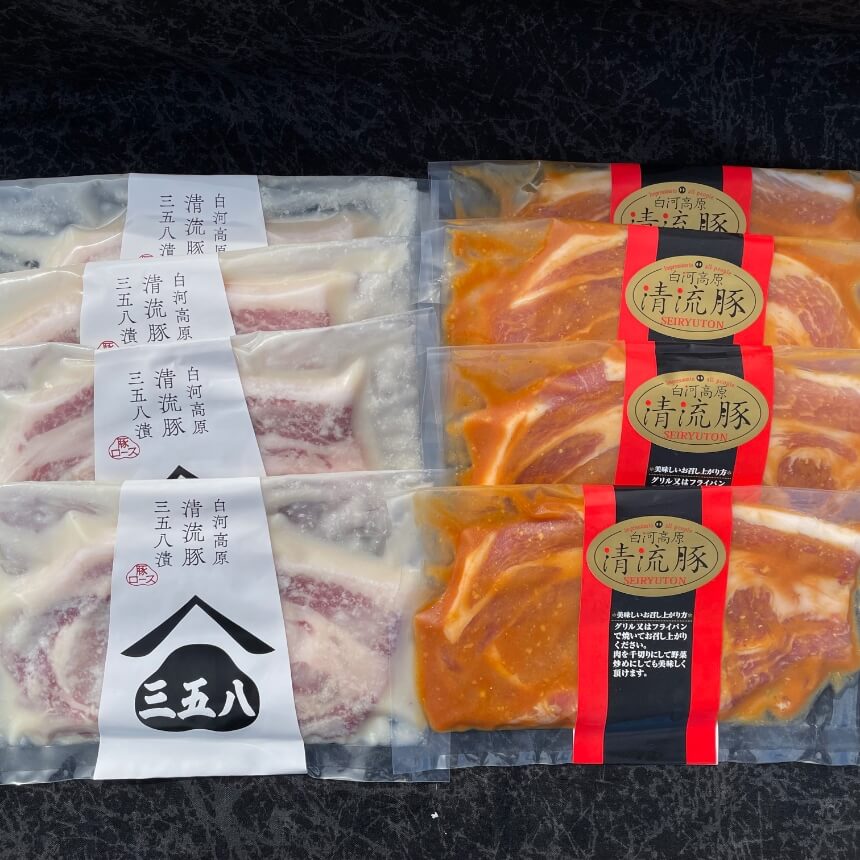 白河高原
清流豚
三五八漬
白河高原
清流豚
三五八漬
白河高原
清流豚
三五八漬
豚
ロース
白河高原
清流豚
三五八漬
豚
ロース
三五八
白河高原
清流豚
Ingredients all people
白河高原
清流豚
SEIRYUTON
白河高原
清流豚
SEIRYUTON
美味しいお召し上がり方
グリル又はフライパン
白河高原
清流豚
SEIRYUTON
美味しいお召し上がり方
グリル又はフライパン
で焼いてお召し上がり
ください。
肉を千切りにして野菜
炒めにしても美味しく
頂けます。